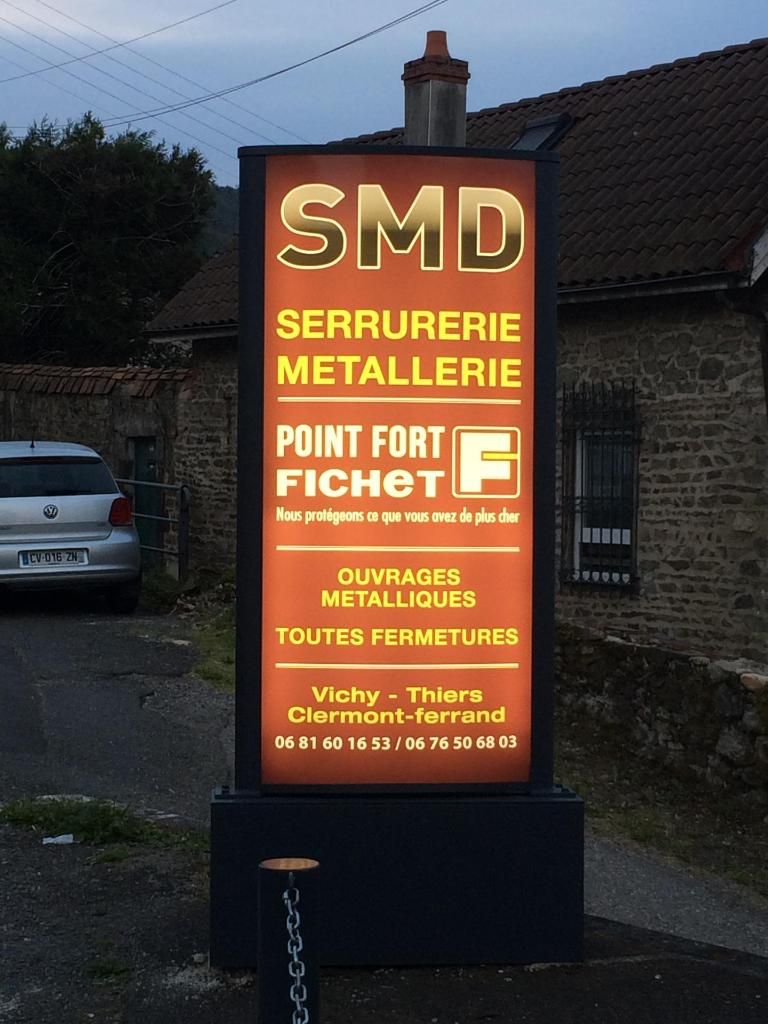 SMD
SERRURERIE
METALLERIE
POINT FORT
FICHeT
F
Nous protégeons ce que vous avez de plus cher
OUVRAGES
METALLIQUES
TOUTES FERMETURES
Vichy - Thiers
Clermont-ferrand
06 81 60 16 53 / 06 76 50 68 03
CV-016 ZN